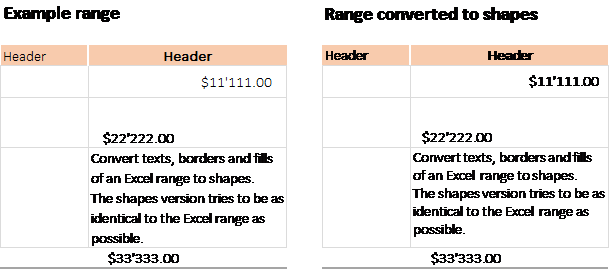 Example range
Header Header
$11'111.00
$22'222.00
Convert texts, borders and fills
of an Excel range to shapes.
The shapes version tries to be as
identical to the Excel range as
possible.
$33'333.00
Range converted to shapes
Header Header
$11'111.00
$22'222.00
Convert texts, borders and fills
of an Excel range to shapes.
The shapes version tries to be as
identical to the Excel range as
possible.
$33'333.00